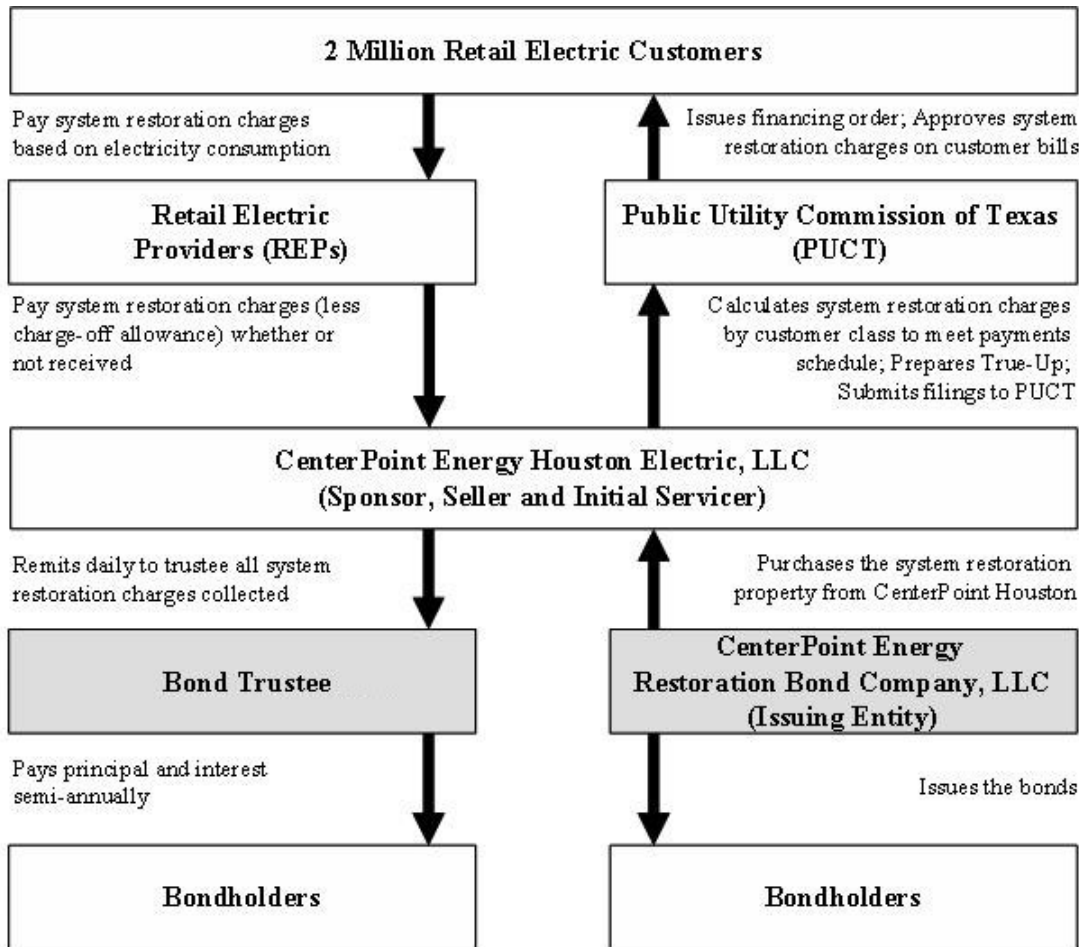 2 Million Retail Electric Customers
Pay system restoration charges
based on electricity consumption
Issues financing order; Approves system
restoration charges on customer bills
Retail Electric
Providers (REPs)
Public Utility Commission of Texas
(PUCT)
Pay system restoration charges (less
charge-off allowance) whether or
not received
Calculates system restoration charges
by customer class to meet payments
schedule; Prepares True-Up;
Submits filings to PUCT
CenterPoint Energy Houston Electric, LLC
(Sponsor, Seller and Initial Servicer)
Remits daily to trustee all system
restoration charges collected
Purchases the system restoration
property from CenterPoint Houston
Bond Trustee
CenterPoint Energy
Restoration Bond Company, LLC
(Issuing Entity)
Pays principal and interest
semi-annually
Issues the bonds
Bondholders
Bondholders